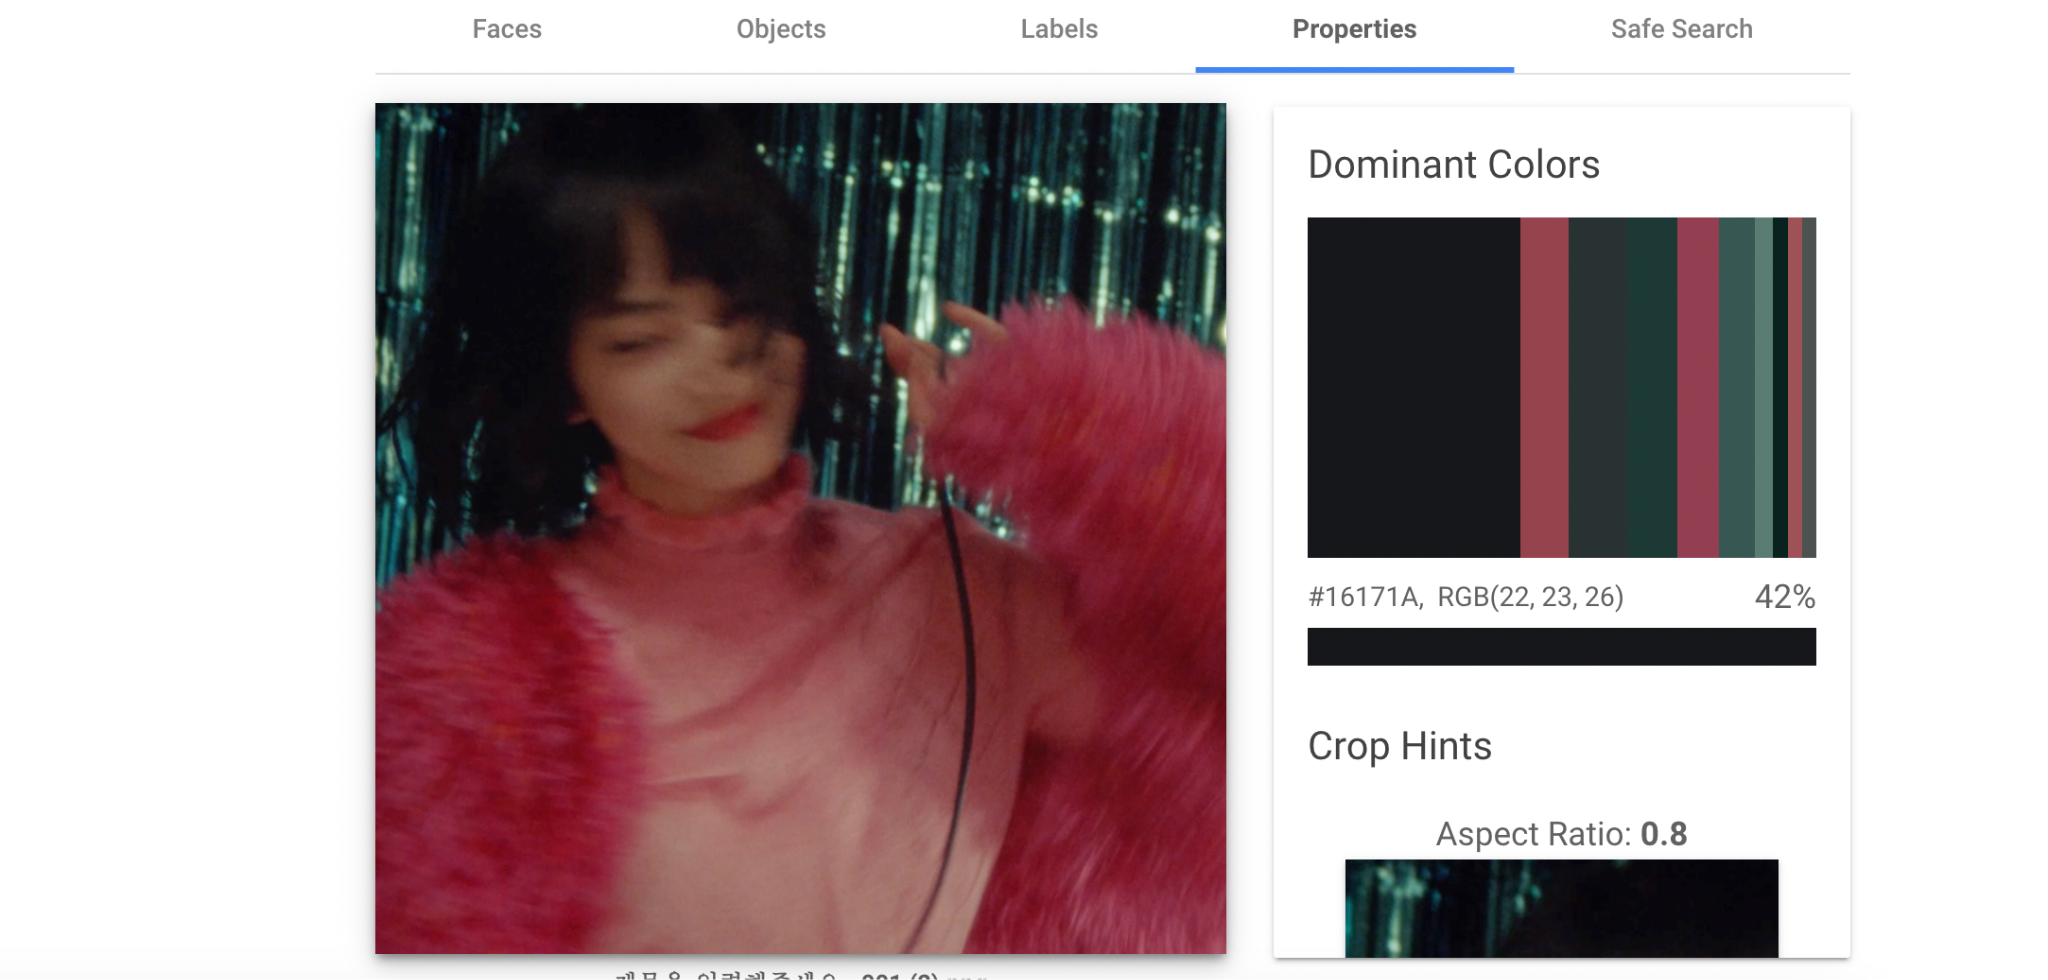 Faces Objects Labels Properties Safe Search
Dominant Colors
#16171A, RGB(22, 23, 26) 42%
Crop Hints
Aspect Ratio: 0.8